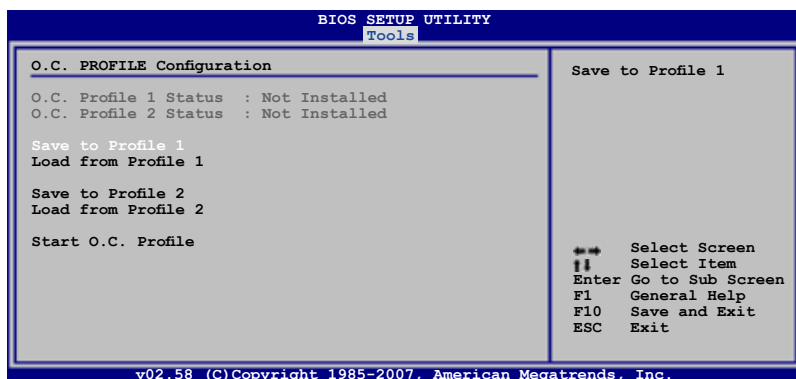 BIOS SETUP UTILITY
Tools
O.C. PROFILE Configuration
O.C. Profile 1 Status : Not Installed
O.C. Profile 2 Status : Not Installed
Save to Profile 1
Load from Profile 1
Save to Profile 2
Load from Profile 2
Start O.C. Profile
Save to Profile 1
←→ Select Screen
↑↓ Select Item
Enter Go to Sub Screen
F1 General Help
F10 Save and Exit
ESC Exit
v02.58 (C)Copyright 1985-2007, American Megatrends, Inc.